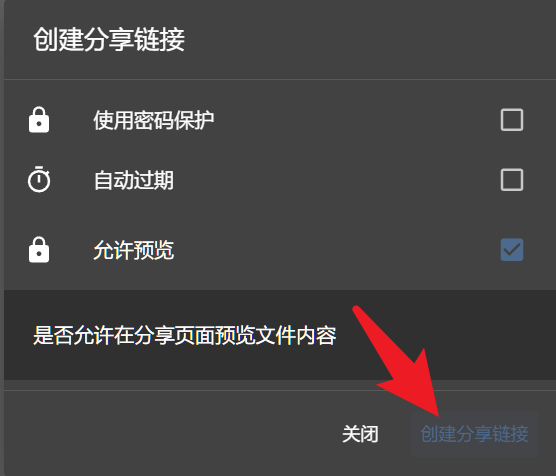 创建分享链接
使用密码保护
自动过期
允许预览
是否允许在分享页面预览文件内容
关闭 创建分享链接